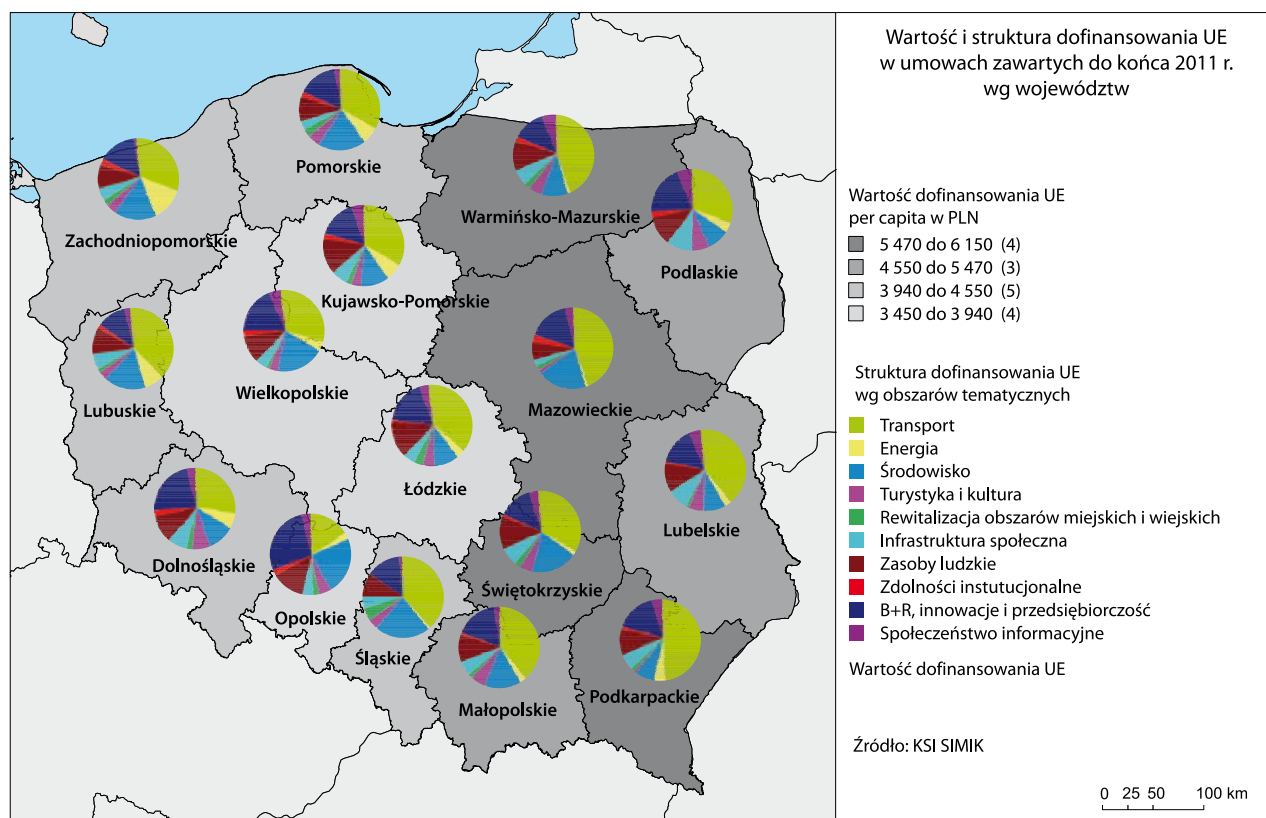 Wartość i struktura dofinansowania UE
w umowach zawartych do końca 2011 r.
wg województw
Pomorskie
Warmińsko-Mazurskie
Zachodniopomorskie
Podlaskie
Kujawsko-Pomorskie
Wielkopolskie
Mazowieckie
Lubuskie
Łódzkie
Lubelskie
Dolnośląskie
Świętokrzyskie
Opolskie
Śląskie
Podkarpackie
Małopolskie
Wartość dofinansowania UE
per capita w PLN
5 470 do 6 150 (4)
4 550 do 5 470 (3)
3 940 do 4 550 (5)
3 450 do 3 940 (4)
Struktura dofinansowania UE
wg obszarów tematycznych
Transport
Energia
Środowisko
Turystyka i kultura
Rewitalizacja obszarów miejskich i wiejskich
Infrastruktura społeczna
Zasoby ludzkie
Zdolności instutucjonalne
B+R, innowacje i przedsiębiorczość
Społeczeństwo informacyjne
Wartość dofinansowania UE
Źródło: KSI SIMIK
0 25 50 100 km